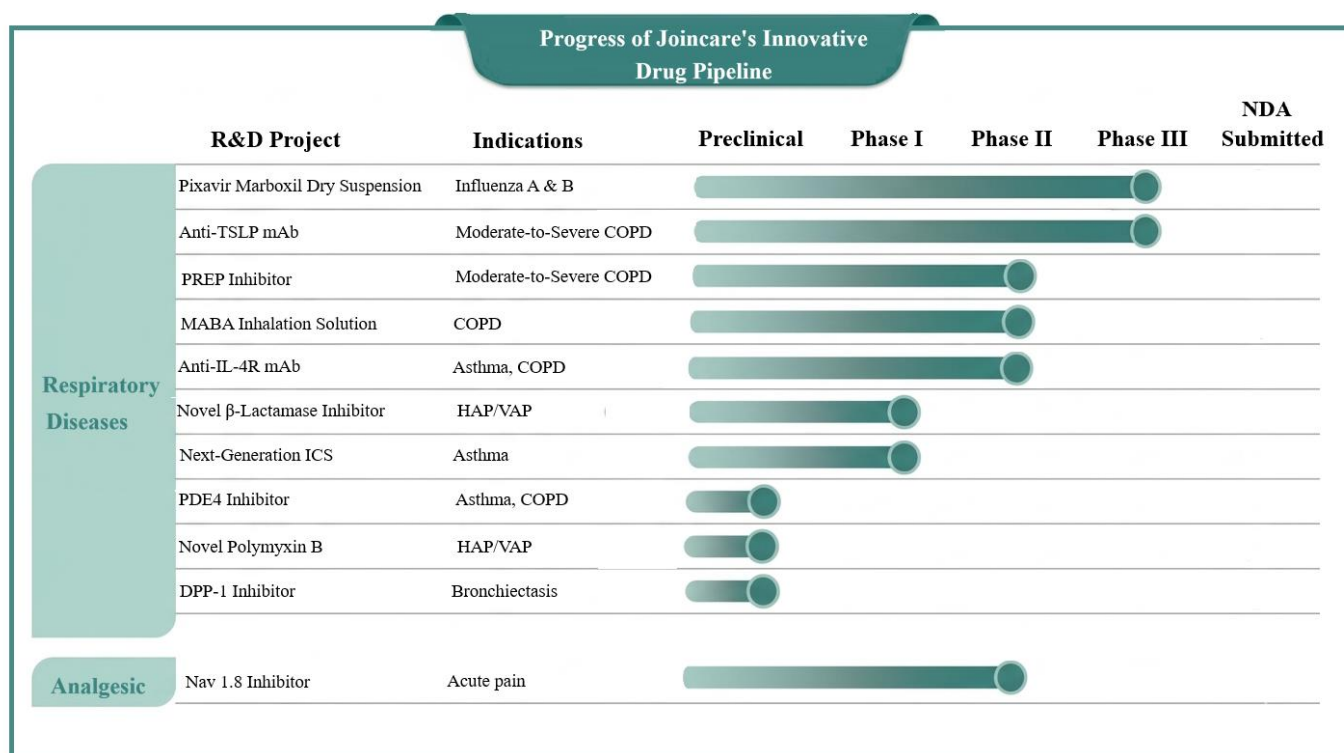 Progress of Joincare's Innovative
Drug Pipeline
R&D Project Indications Preclinical Phase I Phase II Phase III NDA
Submitted
Respiratory
Diseases
Pixavir Marboxil Dry Suspension Influenza A & B
Anti-TSLP mAb Moderate-to-Severe COPD
PREP Inhibitor Moderate-to-Severe COPD
MABA Inhalation Solution COPD
Anti-IL-4R mAb Asthma, COPD
Novel β-Lactamase Inhibitor HAP/VAP
Next-Generation ICS Asthma
PDE4 Inhibitor Asthma, COPD
Novel Polymyxin B HAP/VAP
DPP-1 Inhibitor Bronchiectasis
Analgesic Nav 1.8 Inhibitor Acute pain